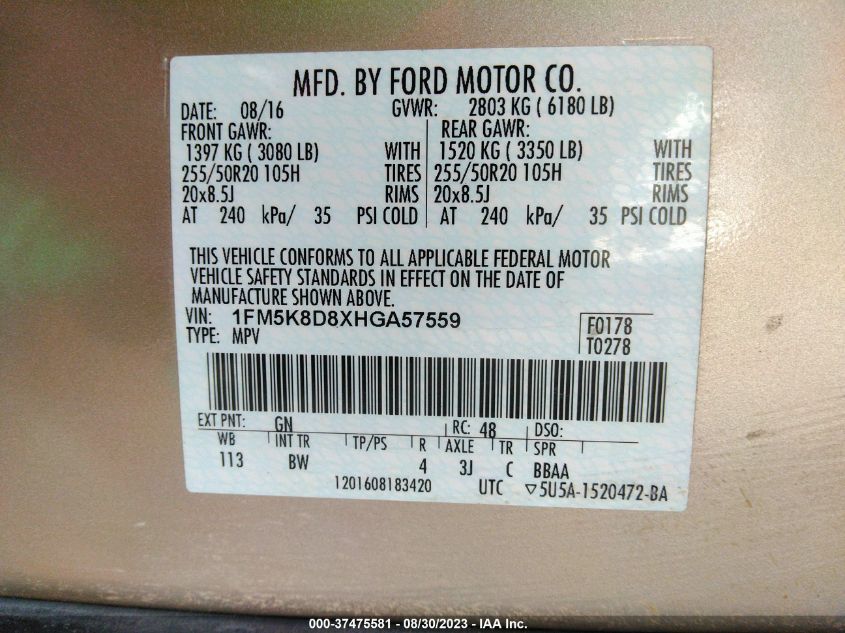 MFD. BY FORD MOTOR CO.
DATE: 08/16 GVWR: 2803 KG ( 6180 LB)
FRONT GAWR: REAR GAWR:
1397 KG ( 3080 LB) WITH 1520 KG ( 3350 LB) WITH
255/50R20 105H TIRES 255/50R20 105H TIRES
20x8.5J RIMS 20x8.5J RIMS
AT 240 kPa/ 35 PSI COLD AT 240 kPa/ 35 PSI COLD
THIS VEHICLE CONFORMS TO ALL APPLICABLE FEDERAL MOTOR
VEHICLE SAFETY STANDARDS IN EFFECT ON THE DATE OF
MANUFACTURE SHOWN ABOVE.
VIN: 1FM5K8D8XHGA57559 F0178
TYPE: MPV T0278
EXT PNT: GN RC: 48 DSO:
WB INT TR TP/PS R AXLE TR SPR
113 BW 4 3J C BBAA
1201608183420 UTC ▽5U5A-1520472-BA
000-37475581 - 08/30/2023 - IAA Inc.